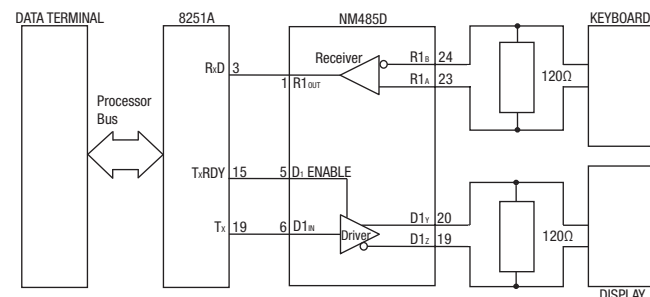 DATA TERMINAL 8251A NM485D KEYBOARD
Receiver R1B 24
RxD 3 R1A 23 120Ω
1 R1OUT
Processor
Bus
TxRDY 15 5 D1 ENABLE
D1Y 20
Tx 19 6 D1IN Driver D1Z 19 120Ω
DISPLAY